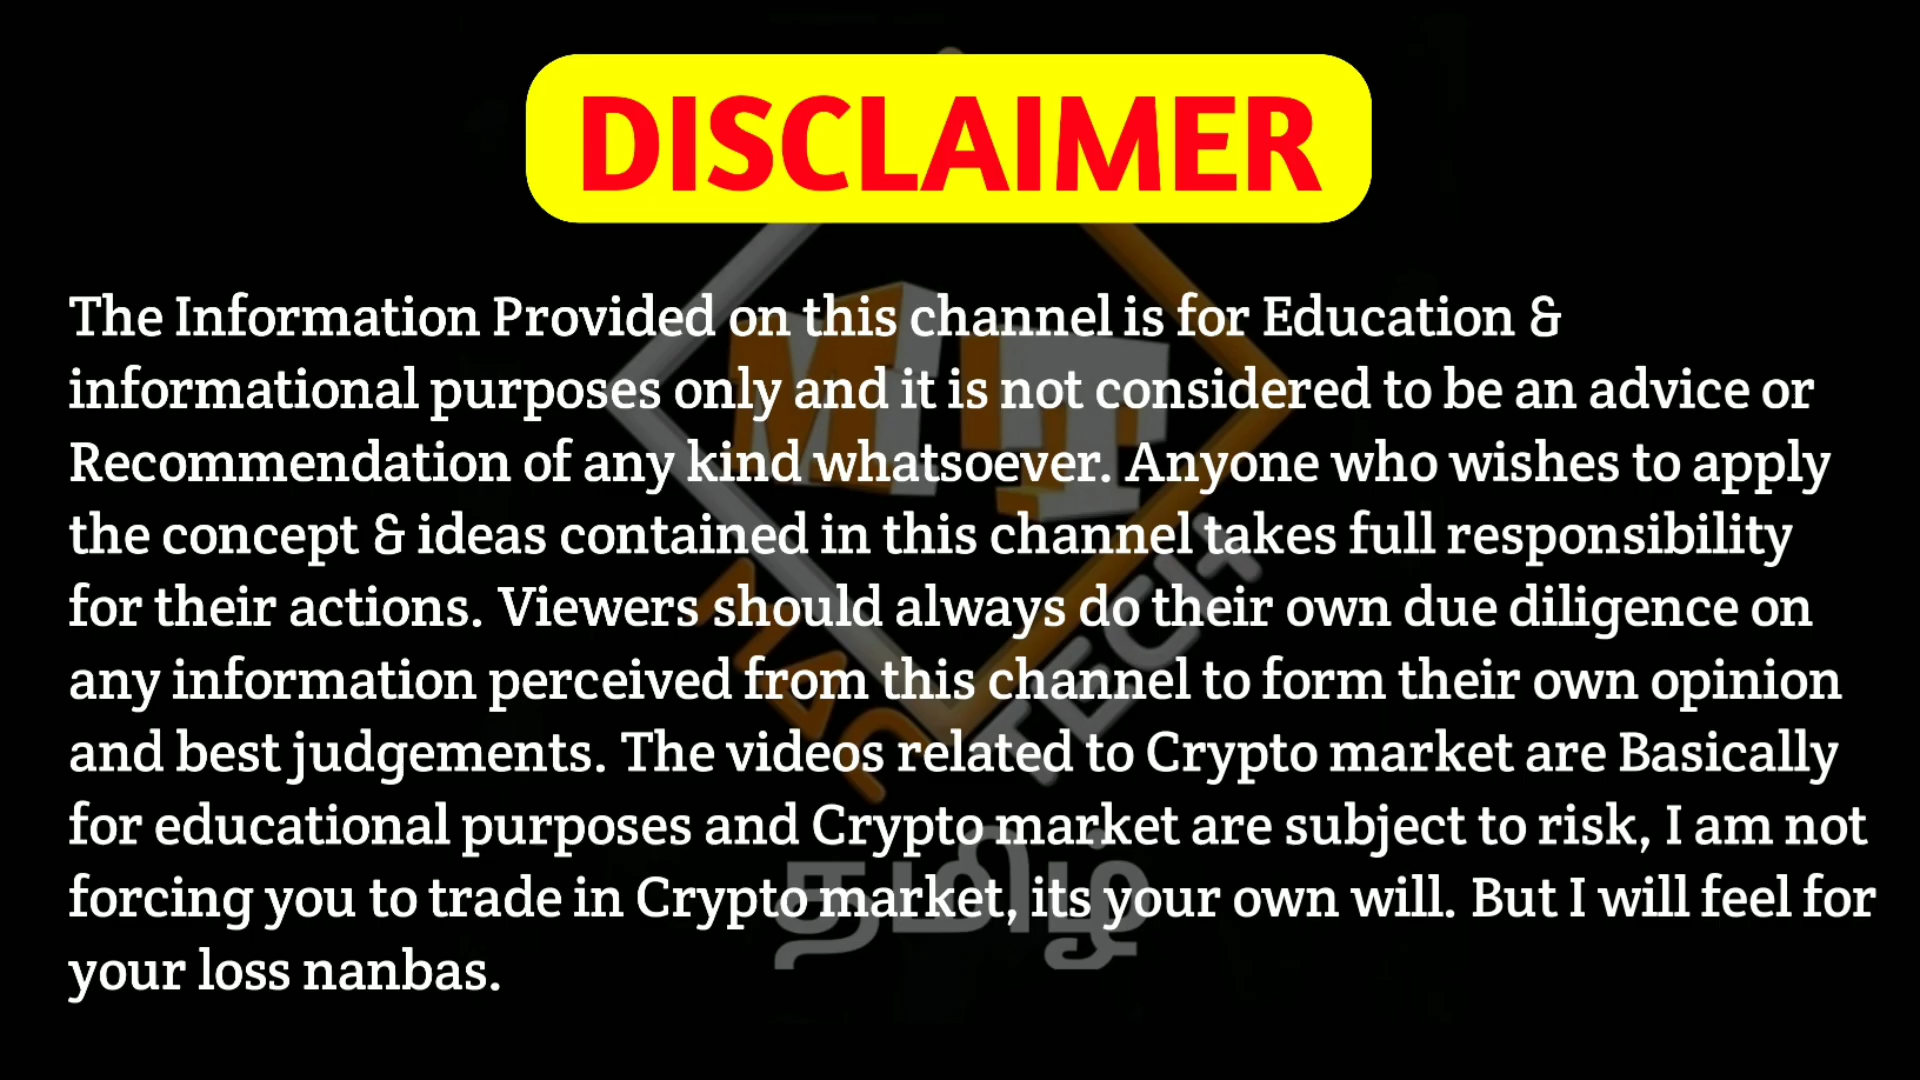 DISCLAIMER
The Information Provided on this channel is for Education &
informational purposes only and it is not considered to be an advice or
Recommendation of any kind whatsoever. Anyone who wishes to apply
the concept & ideas contained in this channel takes full responsibility
for their actions. Viewers should always do their own due diligence on
any information perceived from this channel to form their own opinion
and best judgements. The videos related to Crypto market are Basically
for educational purposes and Crypto market are subject to risk, I am not
forcing you to trade in Crypto market, its your own will. But I will feel for
your loss nanbas.
MT
TECH
தமிழ்